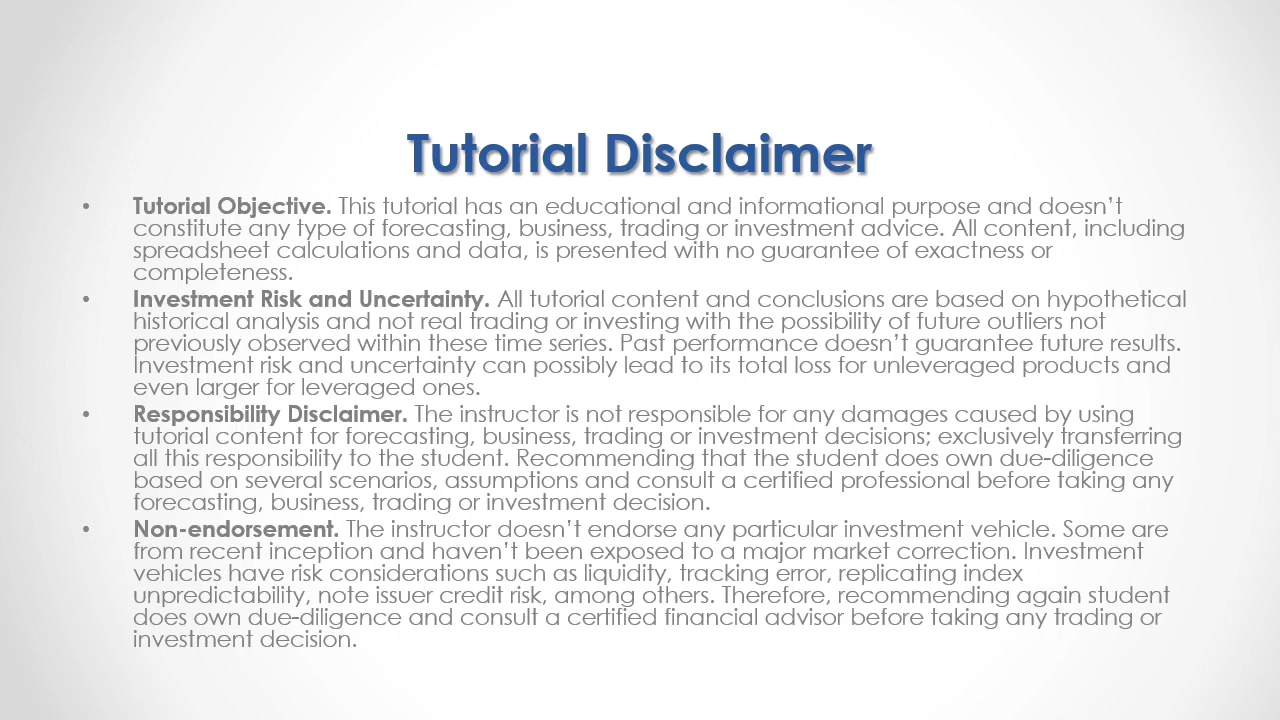 Tutorial Disclaimer
• Tutorial Objective. This tutorial has an educational and informational purpose and doesn’t
constitute any type of forecasting, business, trading or investment advice. All content, including
spreadsheet calculations and data, is presented with no guarantee of exactness or
completeness.
• Investment Risk and Uncertainty. All tutorial content and conclusions are based on hypothetical
historical analysis and not real trading or investing with the possibility of future outliers not
previously observed within these time series. Past performance doesn’t guarantee future results.
Investment risk and uncertainty can possibly lead to its total loss for unleveraged products and
even larger for leveraged ones.
• Responsibility Disclaimer. The instructor is not responsible for any damages caused by using
tutorial content for forecasting, business, trading or investment decisions; exclusively transferring
all this responsibility to the student. Recommending that the student does own due-diligence
based on several scenarios, assumptions and consult a certified professional before taking any
forecasting, business, trading or investment decision.
• Non-endorsement. The instructor doesn’t endorse any particular investment vehicle. Some are
from recent inception and haven’t been exposed to a major market correction. Investment
vehicles have risk considerations such as liquidity, tracking error, replicating index
unpredictability, note issuer credit risk, among others. Therefore, recommending again student
does own due-diligence and consult a certified financial advisor before taking any trading or
investment decision.